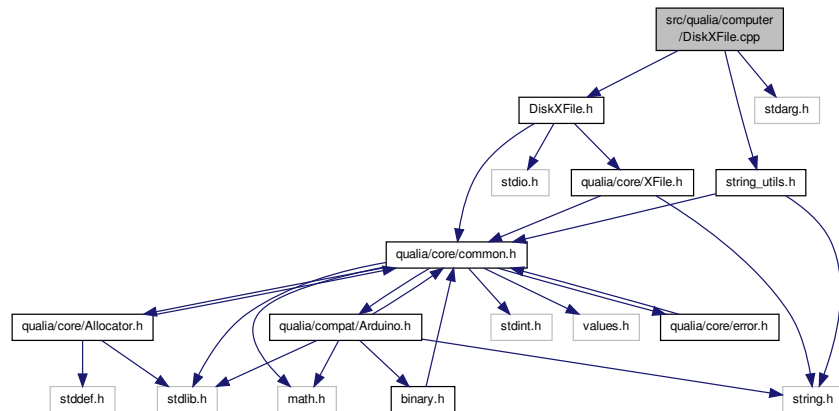 src/qualia/computer
/DiskXFile.cpp
DiskXFile.h
stdarg.h
stdio.h
qualia/core/XFile.h
string_utils.h
qualia/core/common.h
qualia/core/Allocator.h
qualia/compat/Arduino.h
stdint.h
values.h
qualia/core/error.h
stddef.h
stdlib.h
math.h
binary.h
string.h